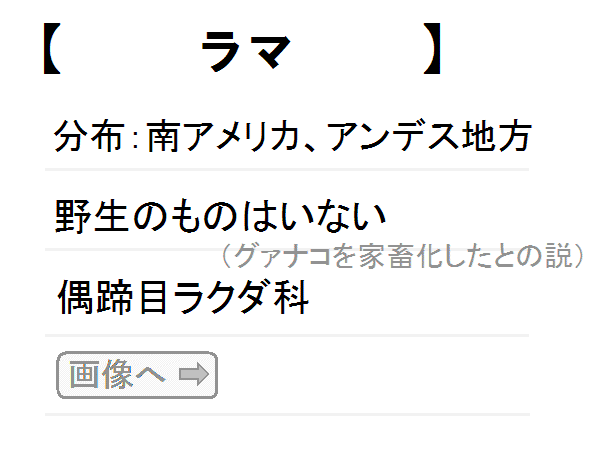 【 ラマ 】
分布：南アメリカ、アンデス地方
野生のものはいない
（グァナコを家畜化したとの説）
偶蹄目ラクダ科
画像へ ⇨